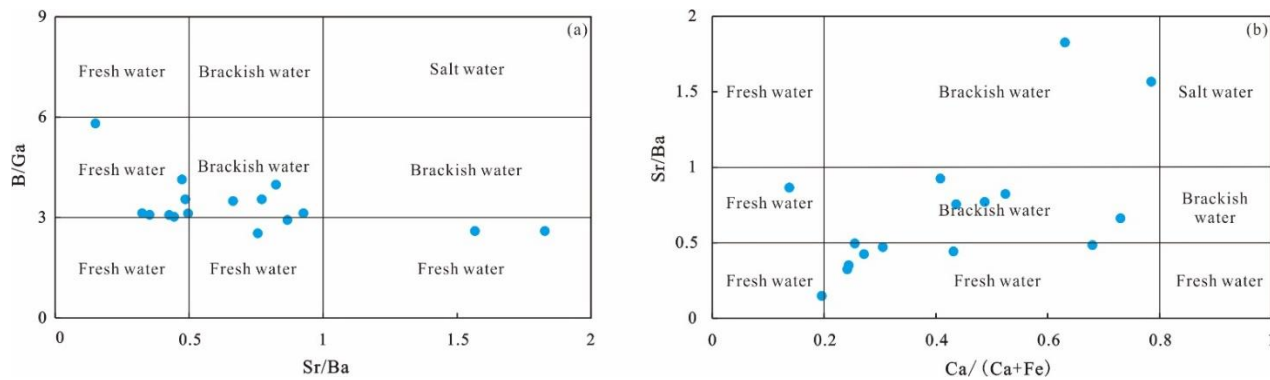 (a)
9
Fresh water
Brackish water
Salt water
6
B/Ga
Fresh water
Brackish water
Brackish water
3
Fresh water
Fresh water
Fresh water
0
0
0.5
1
1.5
2
Sr/Ba
(b)
2
Fresh water
Brackish water
Salt water
1.5
Sr/Ba
1
Fresh water
Brackish water
Brackish
water
0.5
Fresh water
Fresh water
Fresh water
0
0
0.2
0.4
0.6
0.8
Ca/(Ca+Fe)